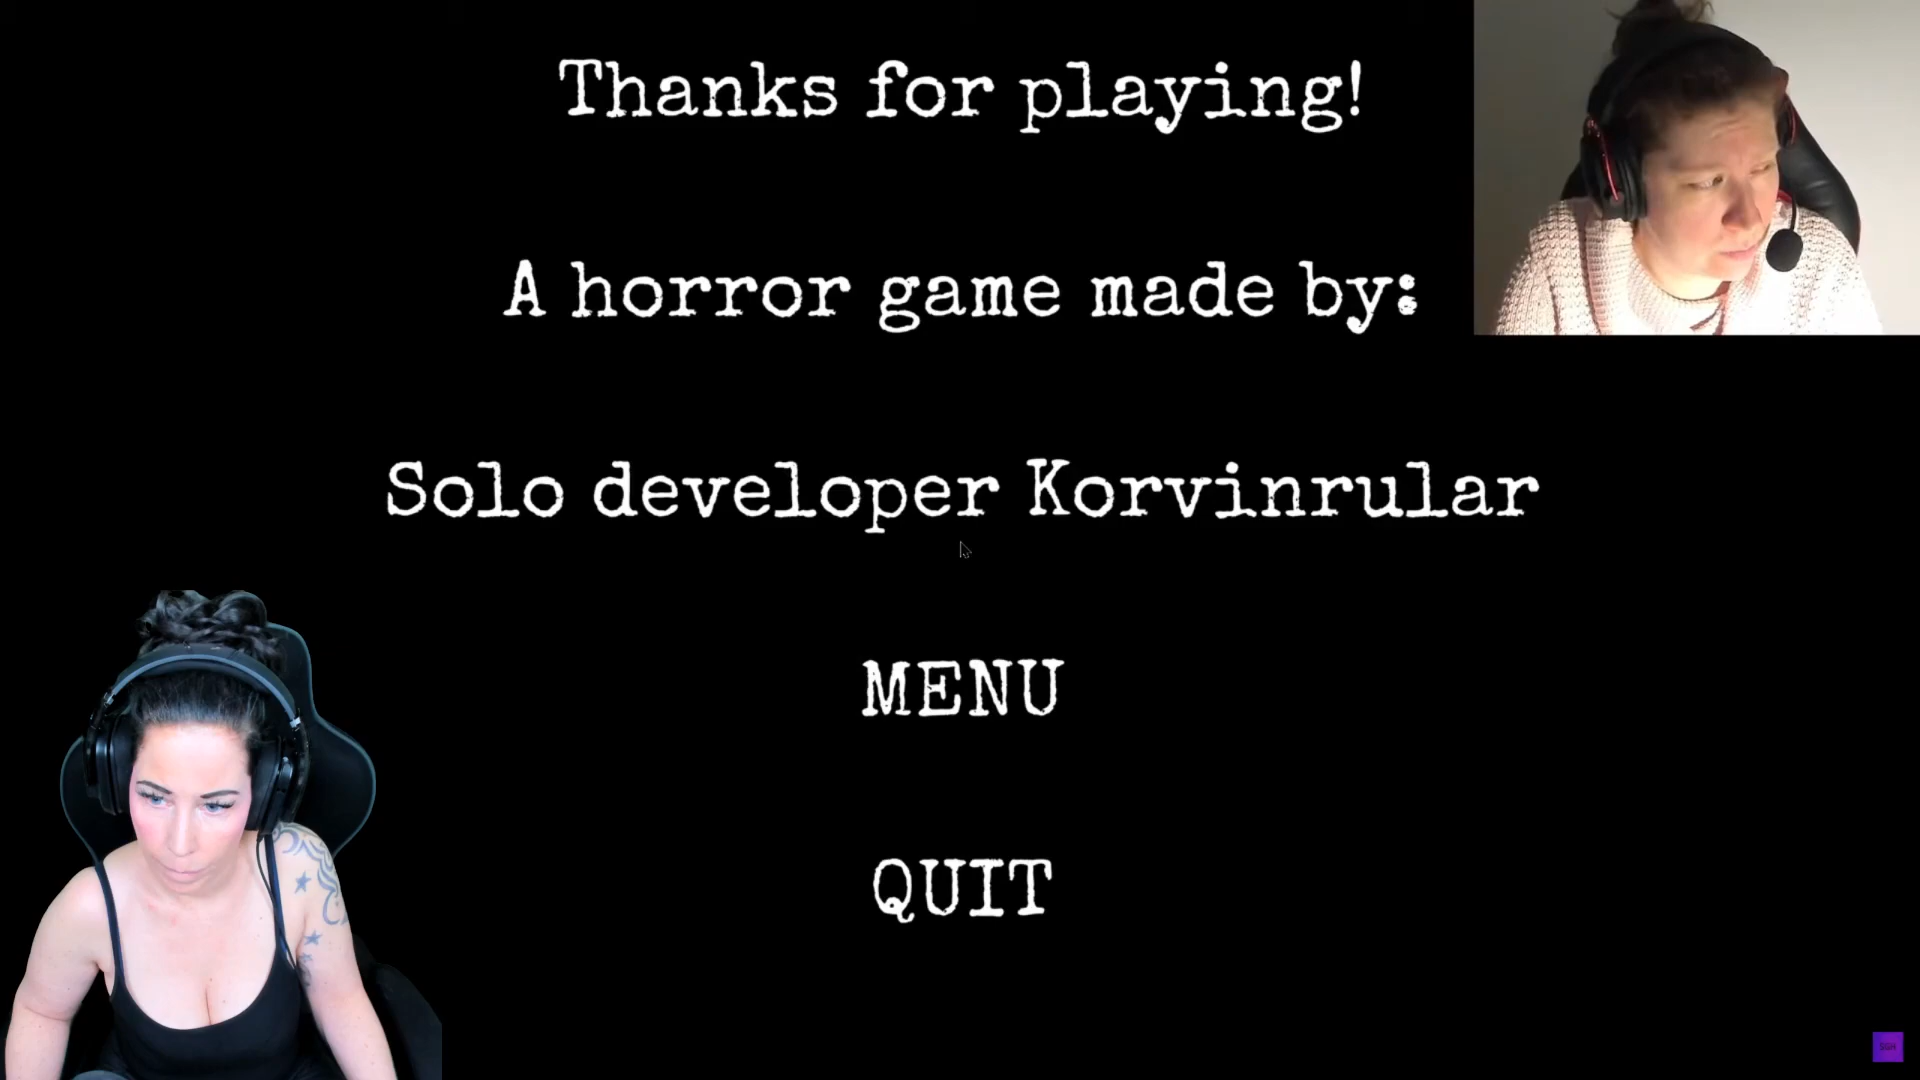 Thanks for playing!
A horror game made by:
Solo developer Korvinrular
MENU
QUIT